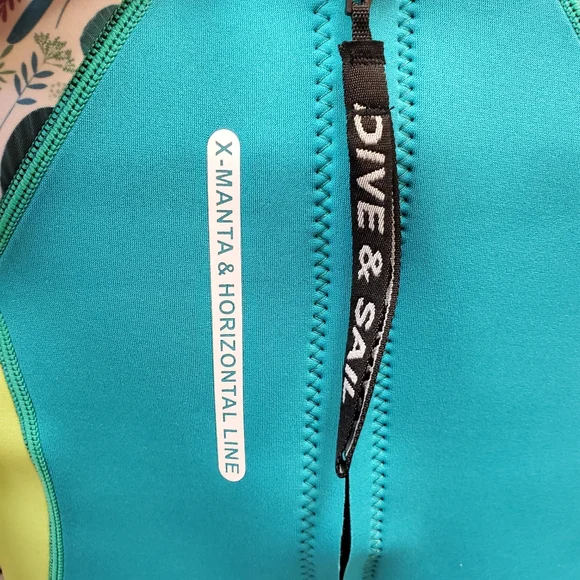 X-MANTA & HORIZONTAL LINE
DIVE & SAIL